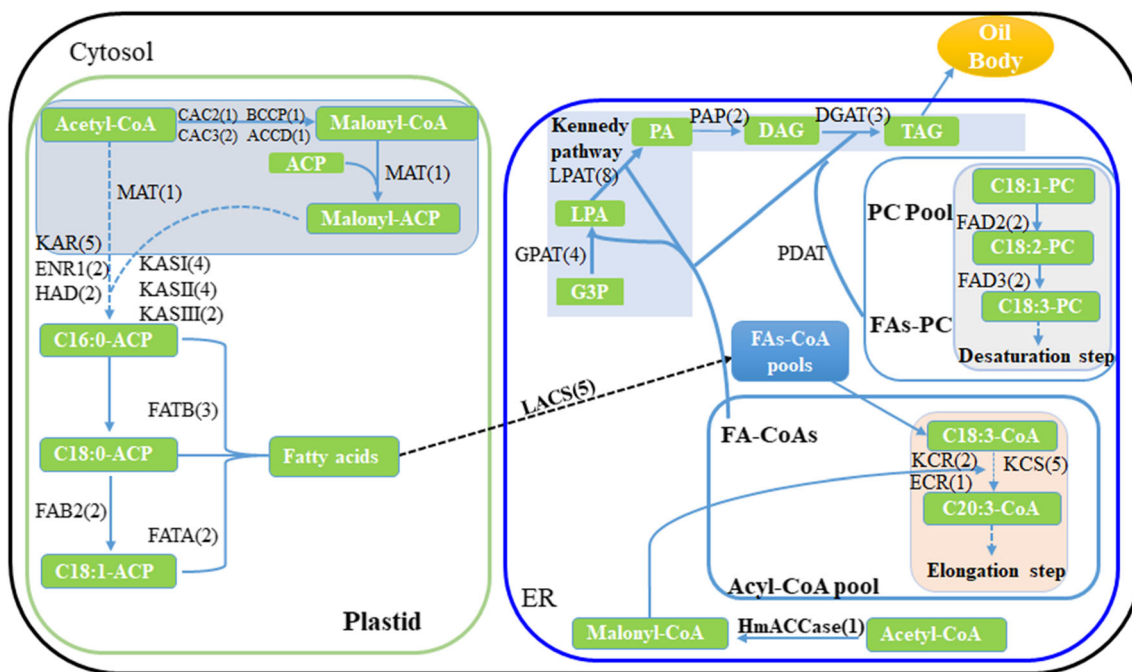 Cytosol
Oil
Body
Acetyl-CoA
CAC2(1) BCCP(1)
CAC3(2) ACCD(1)
Malonyl-CoA
ACP
MAT(1)
MAT(1)
Malonyl-ACP
KAR(5)
ENR1(2)
HAD(2)
KASI(4)
KASII(4)
KASIII(2)
C16:0-ACP
FATB(3)
C18:0-ACP
Fatty acids
FAB2(2)
FATA(2)
C18:1-ACP
Plastid
LACS(5)
Kennedy
pathway
PA
PAP(2)
DAG
DGAT(3)
TAG
LPAT(8)
LPA
GPAT(4)
G3P
PDAT
PC Pool
C18:1-PC
FAD2(2)
C18:2-PC
FAD3(2)
C18:3-PC
FAs-PC
Desaturation step
FAs-CoA
pools
FA-CoAs
C18:3-CoA
KCR(2)
ECR(1)
KCS(5)
C20:3-CoA
Elongation step
Acyl-CoA pool
ER
Malonyl-CoA
HmACCase(1)
Acetyl-CoA